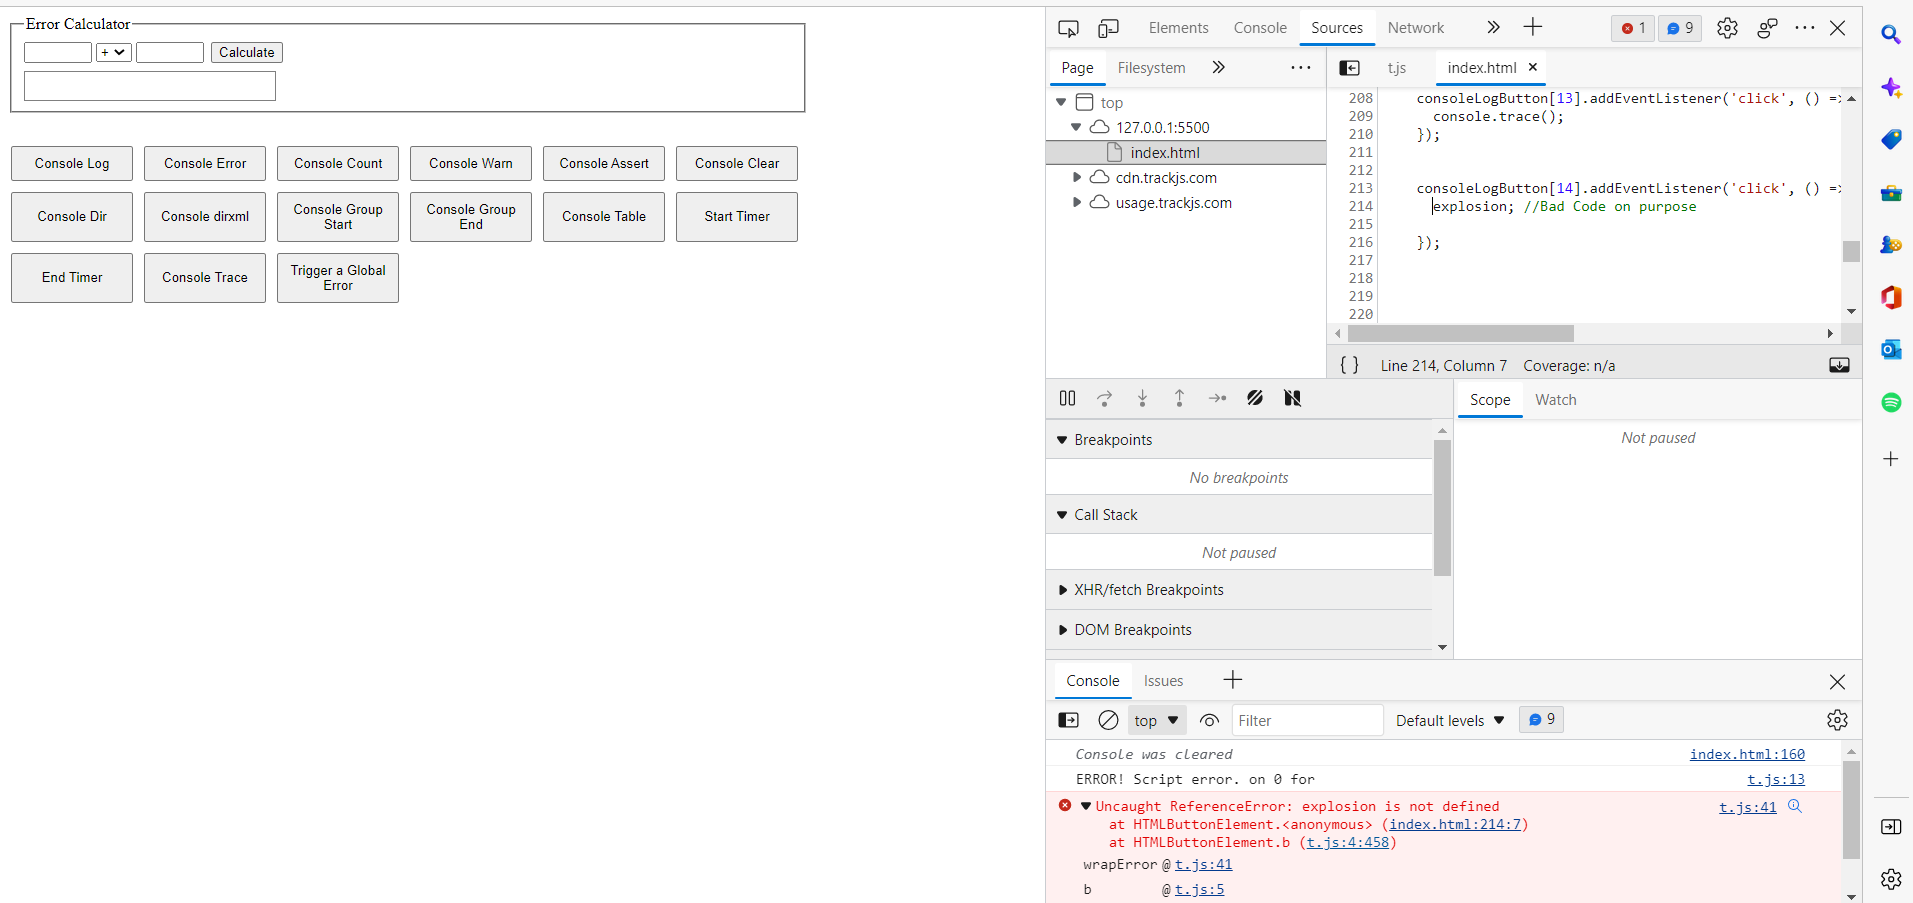 Error Calculator
+
Calculate
Console Log
Console Error
Console Count
Console Warn
Console Assert
Console Clear
Console Dir
Console dirxml
Console Group
Start
Console Group
End
Console Table
Start Timer
End Timer
Console Trace
Trigger a Global
Error
Elements Console Sources Network 1 9
Page Filesystem
t.js index.html
top
127.0.0.1:5500
index.html
cdn.trackjs.com
usage.trackjs.com
208 consoleLogButton[13].addEventListener('click', () =>
209 console.trace();
210 });
211
212
213 consoleLogButton[14].addEventListener('click', () =>
214 explosion; //Bad Code on purpose
215
216 });
217
218
219
220
{ } Line 214, Column 7 Coverage: n/a
Breakpoints
No breakpoints
Call Stack
Not paused
XHR/fetch Breakpoints
DOM Breakpoints
Scope Watch
Not paused
Console Issues
top Filter Default levels 9
Console was cleared index.html:160
ERROR! Script error. on 0 for t.js:13
Uncaught ReferenceError: explosion is not defined t.js:41
at HTMLButtonElement.<anonymous> (index.html:214:7)
at HTMLButtonElement.b (t.js:4:458)
wrapError @ t.js:41
b @ t.js:5